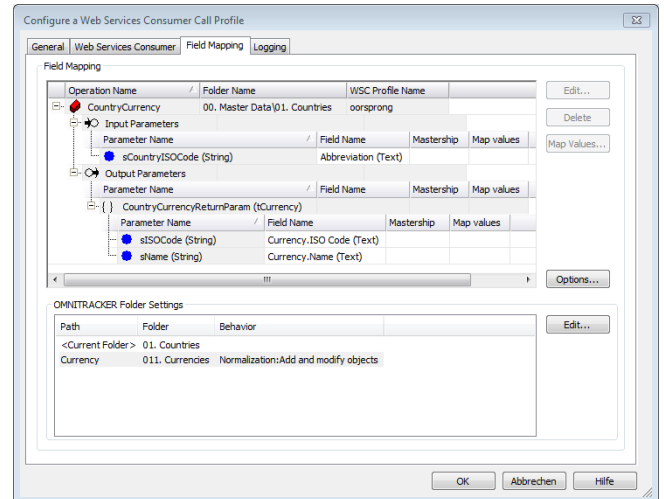 Configure a Web Services Consumer Call Profile
General Web Services Consumer Field Mapping Logging
Field Mapping
Operation Name Folder Name WSC Profile Name
CountryCurrency 00. Master Data\01. Countries oorsprong
Input Parameters
Parameter Name Field Name Mastership Map values
sCountryISOCode (String) Abbreviation (Text)
Output Parameters
Parameter Name Field Name Mastership Map values
{ } CountryCurrencyReturnParam (tCurrency)
Parameter Name Field Name Mastership Map values
sISOCode (String) Currency.ISO Code (Text)
sName (String) Currency.Name (Text)
Edit...
Delete
Map Values...
Options...
OMNITRACKER Folder Settings
Path Folder Behavior
<Current Folder> 01. Countries
Currency 011. Currencies Normalization:Add and modify objects
Edit...
OK Abbrechen Hilfe